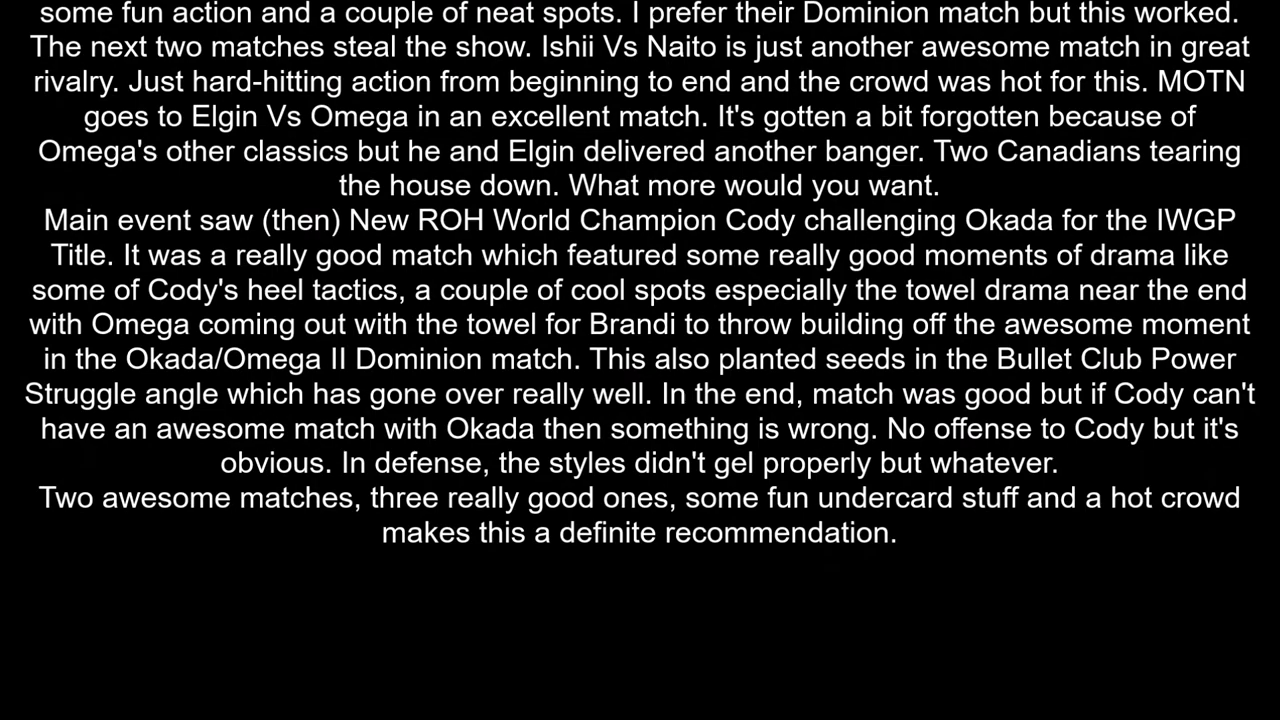 some fun action and a couple of neat spots. I prefer their Dominion match but this worked.
The next two matches steal the show. Ishii Vs Naito is just another awesome match in great
rivalry. Just hard-hitting action from beginning to end and the crowd was hot for this. MOTN
goes to Elgin Vs Omega in an excellent match. It's gotten a bit forgotten because of
Omega's other classics but he and Elgin delivered another banger. Two Canadians tearing
the house down. What more would you want.
Main event saw (then) New ROH World Champion Cody challenging Okada for the IWGP
Title. It was a really good match which featured some really good moments of drama like
some of Cody's heel tactics, a couple of cool spots especially the towel drama near the end
with Omega coming out with the towel for Brandi to throw building off the awesome moment
in the Okada/Omega II Dominion match. This also planted seeds in the Bullet Club Power
Struggle angle which has gone over really well. In the end, match was good but if Cody can't
have an awesome match with Okada then something is wrong. No offense to Cody but it's
obvious. In defense, the styles didn't gel properly but whatever.
Two awesome matches, three really good ones, some fun undercard stuff and a hot crowd
makes this a definite recommendation.